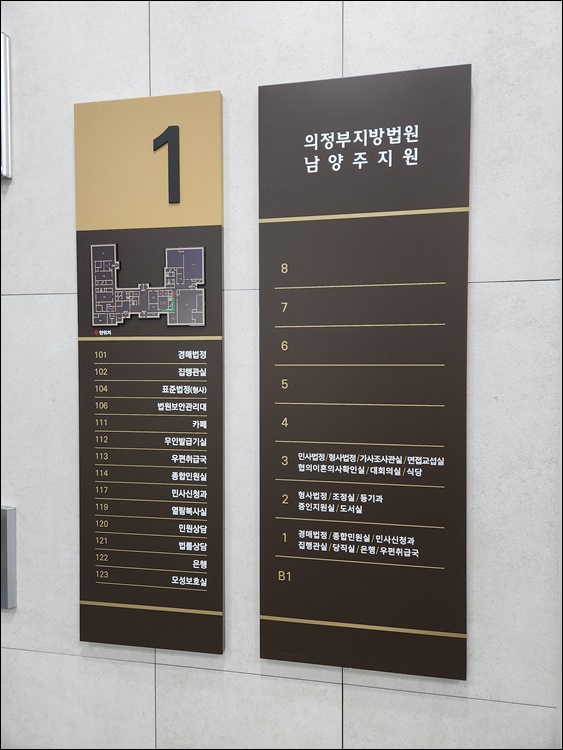 1
현위치
101 경매법정
102 집행관실
104 표준법정(형사)
106 법원보안관리대
111 카페
112 무인발급기실
113 우편취급국
114 종합민원실
117 민사신청과
119 열람복사실
120 민원상담
121 법률상담
122 은행
123 모성보호실
의정부지방법원
남양주지원
8
7
6
5
4
3 민사법정/형사법정/가사조사관실/면접교섭실
협의이혼의사확인실/대회의실/식당
2 형사법정/조정실/등기과
증인지원실/도서실
1 경매법정/종합민원실/민사신청과
집행관실/당직실/은행/우편취급국
B1